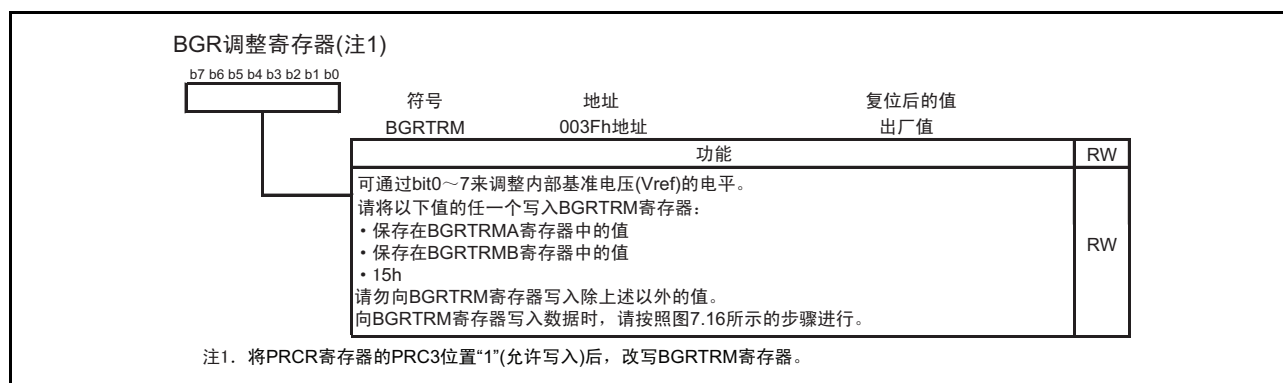 BGR调整寄存器(注1)
b7 b6 b5 b4 b3 b2 b1 b0
符号 地址 复位后的值
BGRTRM 003Fh地址 出厂值
功能 RW
可通过bit0～7来调整内部基准电压(Vref)的电平。
请将以下值的任一个写入BGRTRM寄存器：
・保存在BGRTRMA寄存器中的值
・保存在BGRTRMB寄存器中的值
・15h
请勿向BGRTRM寄存器写入除上述以外的值。
向BGRTRM寄存器写入数据时，请按照图7.16所示的步骤进行。
RW
注1. 将PRCR寄存器的PRC3位置“1”(允许写入)后，改写BGRTRM寄存器。